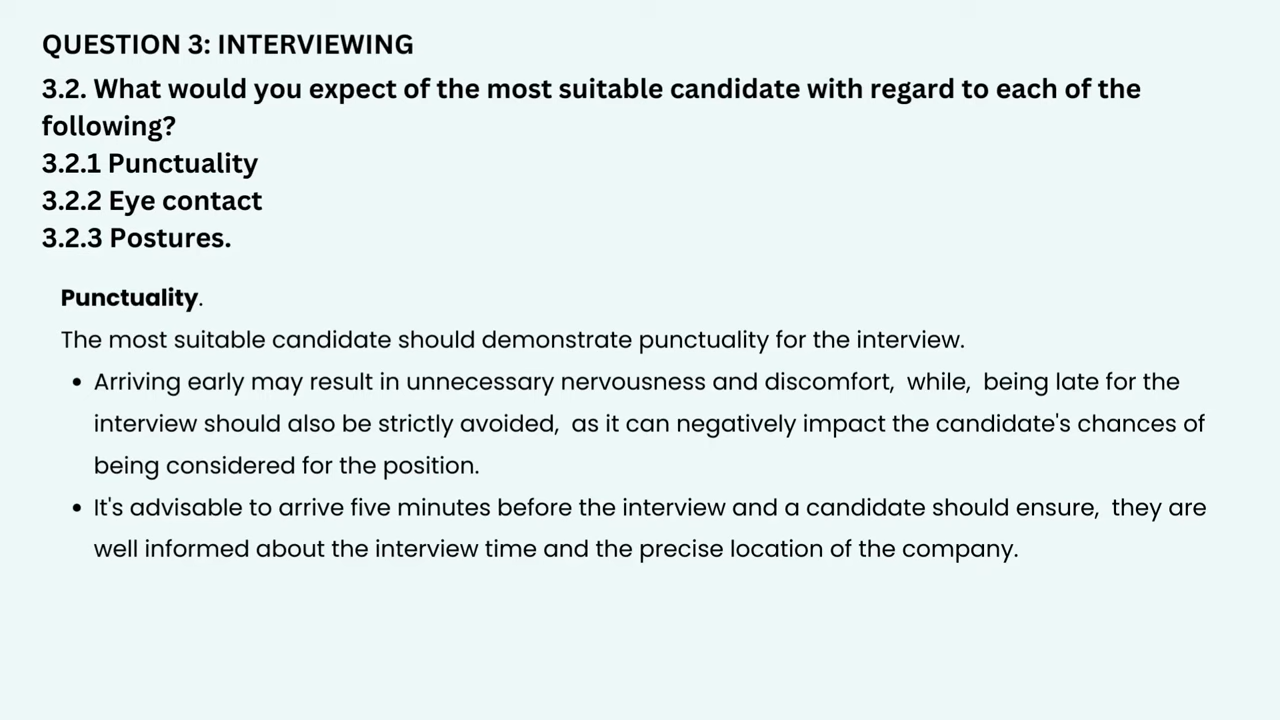 QUESTION 3: INTERVIEWING
3.2. What would you expect of the most suitable candidate with regard to each of the
following?
3.2.1 Punctuality
3.2.2 Eye contact
3.2.3 Postures.
Punctuality.
The most suitable candidate should demonstrate punctuality for the interview.
• Arriving early may result in unnecessary nervousness and discomfort,  while,  being late for the
interview should also be strictly avoided,  as it can negatively impact the candidate's chances of
being considered for the position.
• It's advisable to arrive five minutes before the interview and a candidate should ensure,  they are
well informed about the interview time and the precise location of the company.